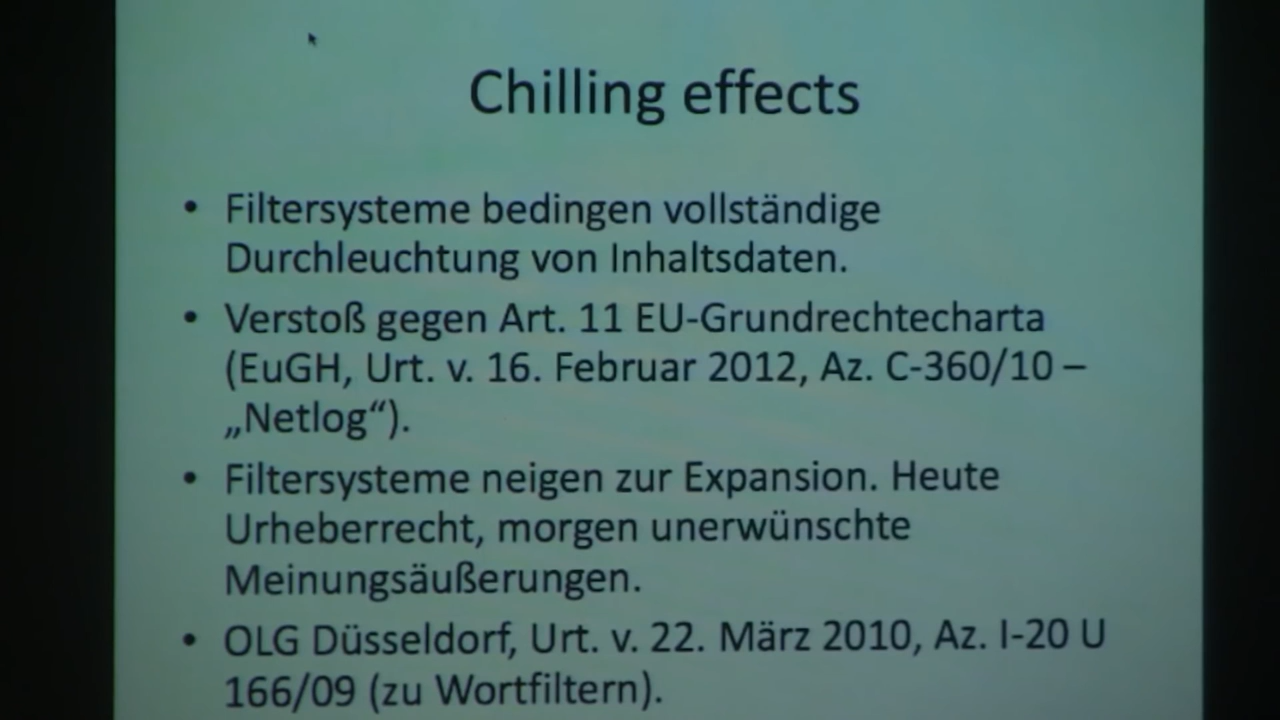 Chilling effects
• Filtersysteme bedingen vollständige
Durchleuchtung von Inhaltsdaten.
• Verstoß gegen Art. 11 EU-Grundrechtecharta
(EuGH, Urt. v. 16. Februar 2012, Az. C-360/10 –
„Netlog“).
• Filtersysteme neigen zur Expansion. Heute
Urheberrecht, morgen unerwünschte
Meinungsäußerungen.
• OLG Düsseldorf, Urt. v. 22. März 2010, Az. I-20 U
166/09 (zu Wortfiltern).